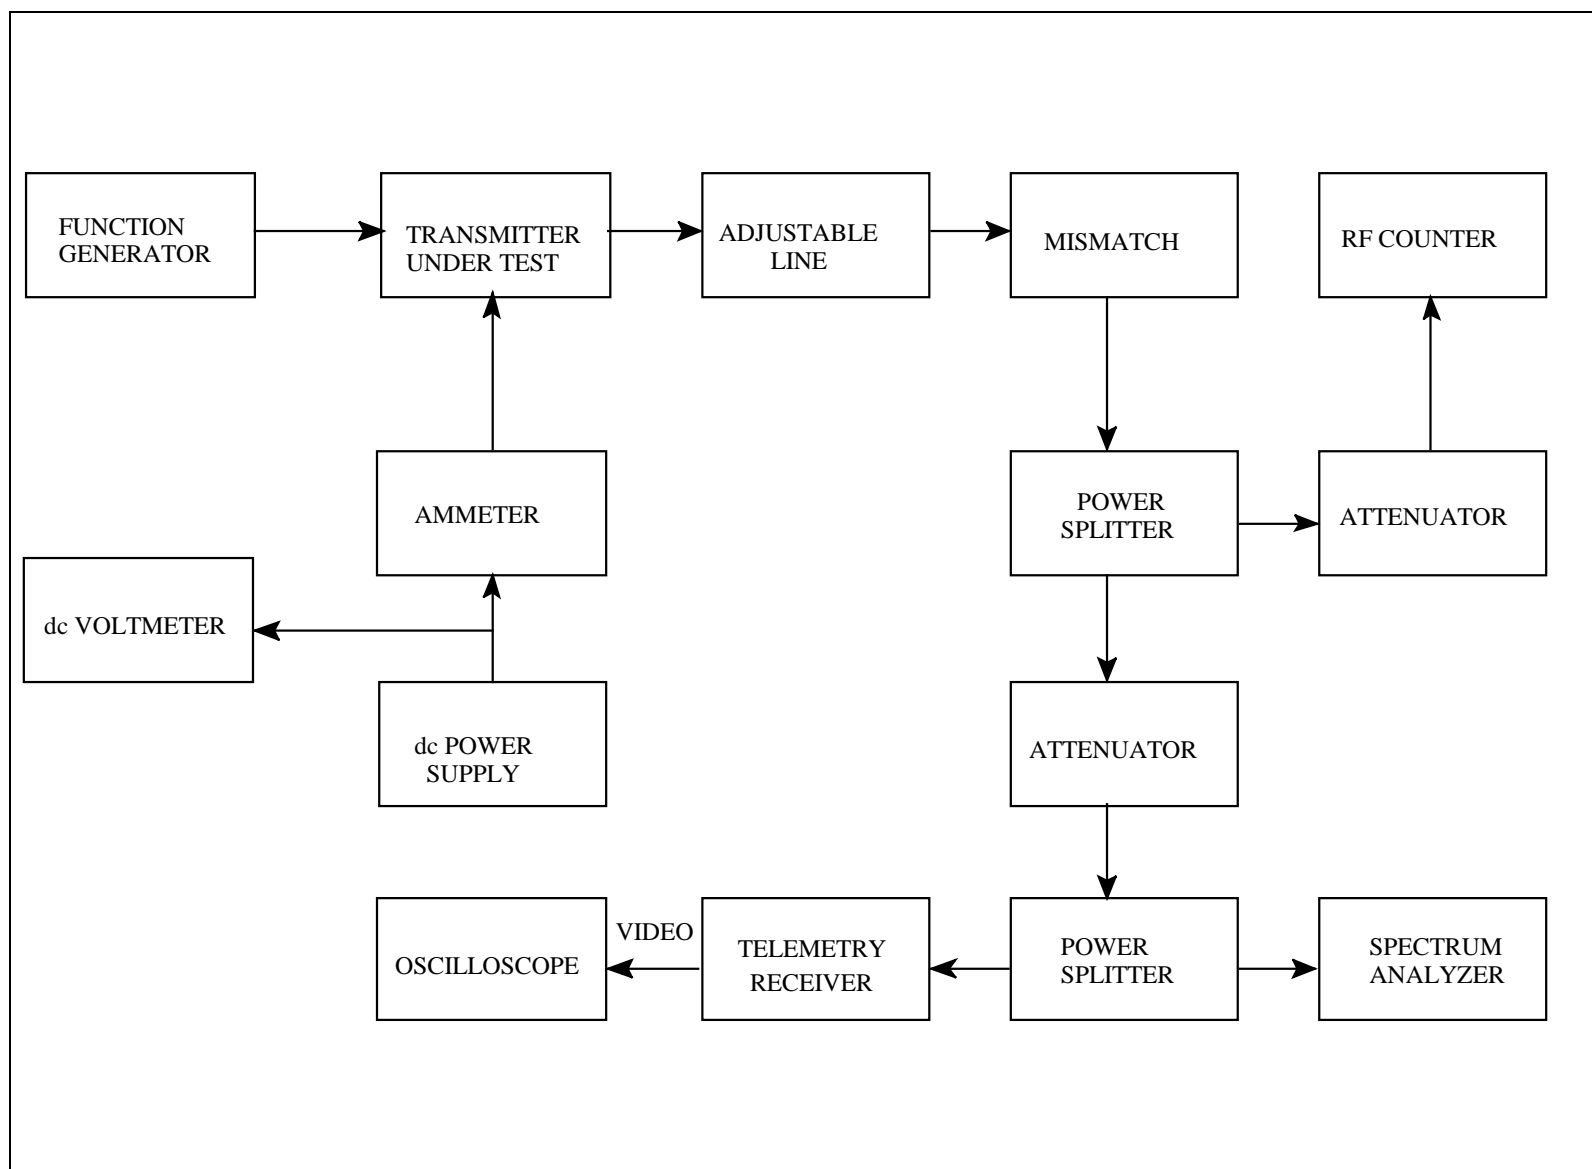 FUNCTION
GENERATOR
TRANSMITTER
UNDER TEST
ADJUSTABLE
LINE
MISMATCH
RF COUNTER
AMMETER
POWER
SPLITTER
ATTENUATOR
dc VOLTMETER
dc POWER
SUPPLY
ATTENUATOR
OSCILLOSCOPE
VIDEO
TELEMETRY
RECEIVER
POWER
SPLITTER
SPECTRUM
ANALYZER